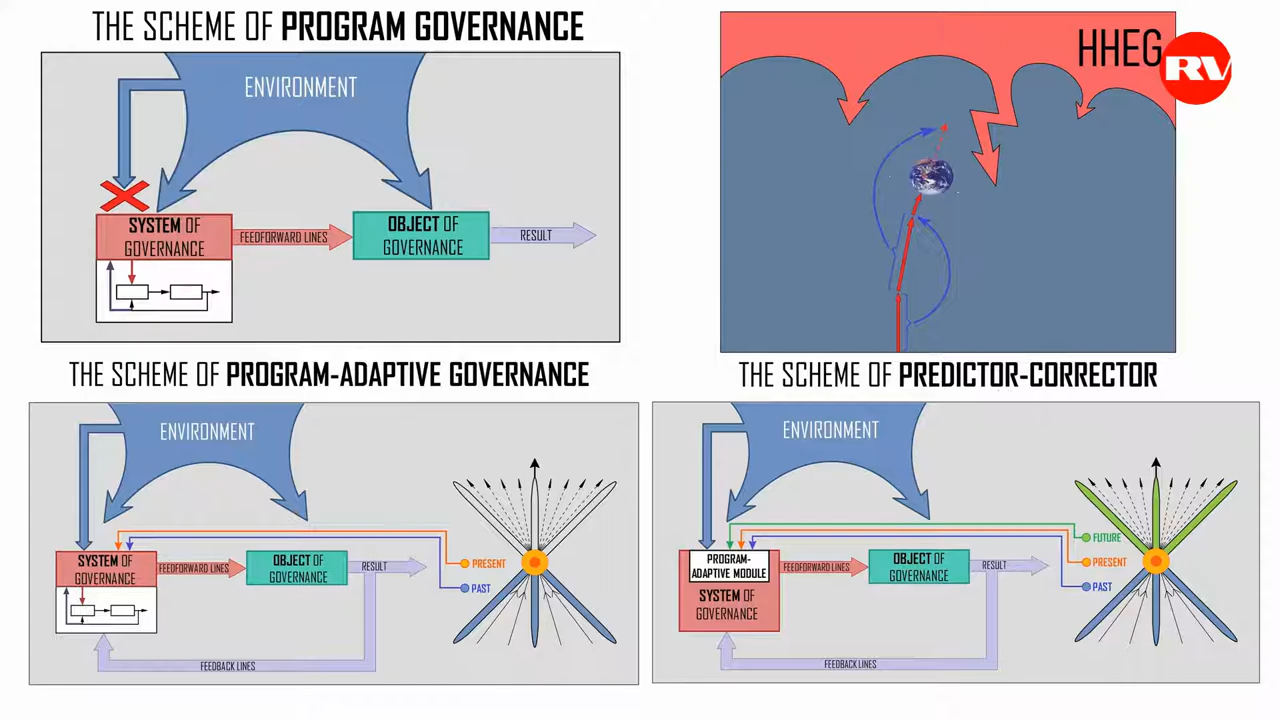 THE SCHEME OF PROGRAM GOVERNANCE
ENVIRONMENT
SYSTEM OF
GOVERNANCE
FEEDFORWARD LINES
OBJECT OF
GOVERNANCE
RESULT
HHEG
RV
THE SCHEME OF PROGRAM-ADAPTIVE GOVERNANCE
ENVIRONMENT
SYSTEM OF
GOVERNANCE
FEEDFORWARD LINES
OBJECT OF
GOVERNANCE
RESULT
PRESENT
PAST
FEEDBACK LINES
THE SCHEME OF PREDICTOR-CORRECTOR
ENVIRONMENT
PROGRAM-
ADAPTIVE MODULE
SYSTEM OF
GOVERNANCE
FEEDFORWARD LINES
OBJECT OF
GOVERNANCE
RESULT
FUTURE
PRESENT
PAST
FEEDBACK LINES